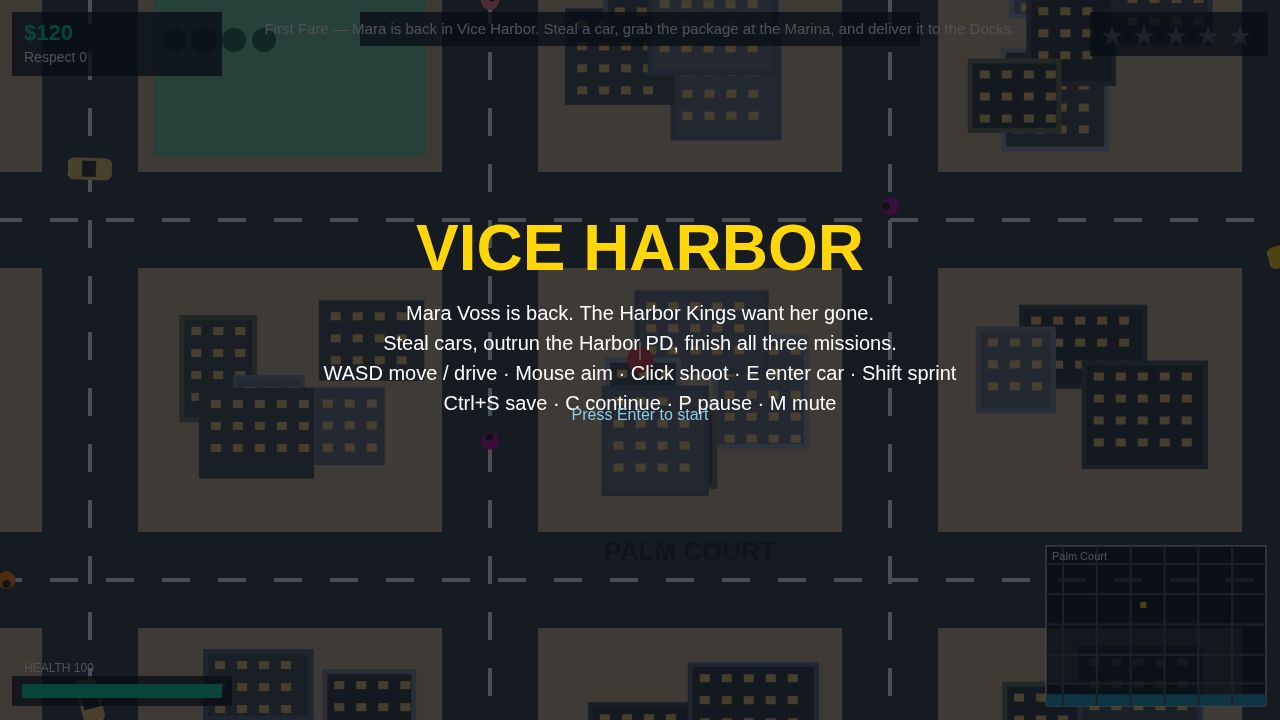 $120
Respect 0
First Fare — Mara is back in Vice Harbor. Steal a car, grab the package at the Marina, and deliver it to the Docks.
★ ★ ★ ★ ★
VICE HARBOR
Mara Voss is back. The Harbor Kings want her gone.
Steal cars, outrun the Harbor PD, finish all three missions.
WASD move / drive · Mouse aim · Click shoot · E enter car · Shift sprint
Ctrl+S save · C continue · P pause · M mute
Press Enter to start
PALM COURT
Palm Court
HEALTH 100